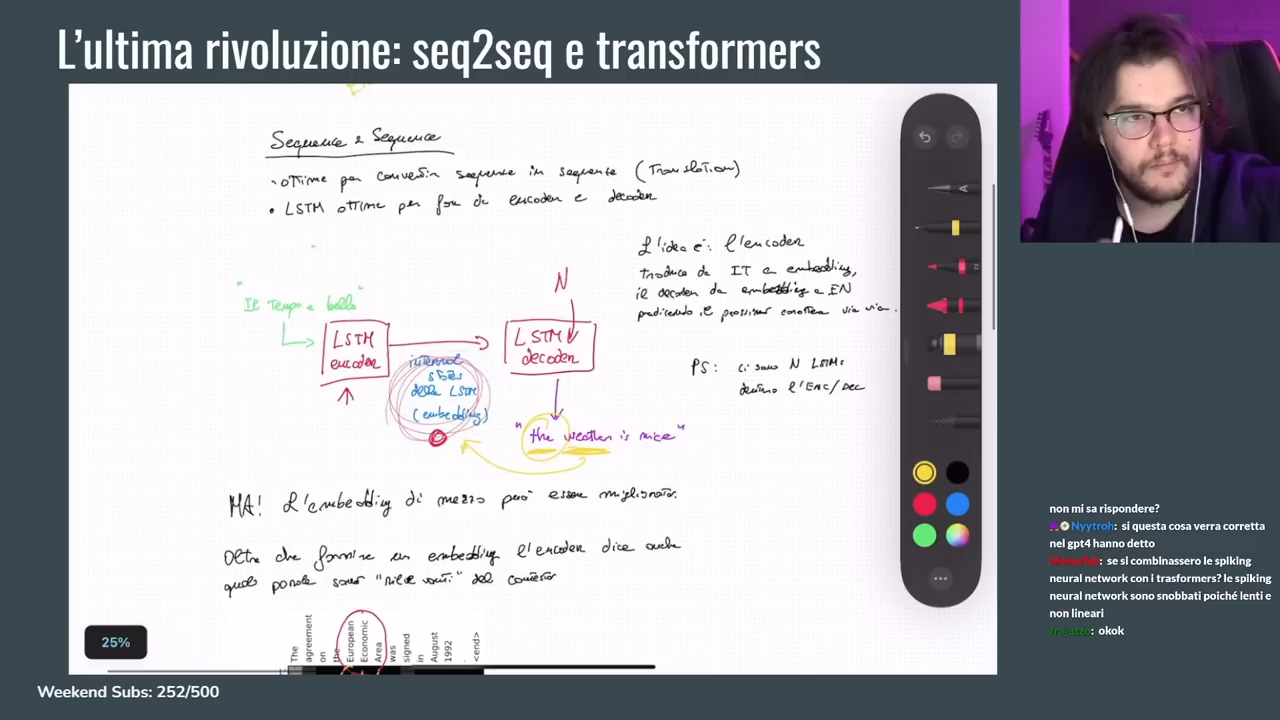 L'ultima rivoluzione: seq2seq e transformers
Sequence 2 Sequence
• ottime per convertire sequenze in sequenze (Translation)
• LSTM ottime per fare da encoder e decoder
"Il Tempo è bello"
LSTM
encoder
internal
states
della LSTM
(embedding)
N
LSTM
decoder
"the weather is nice"
L'idea è: l'encoder
traduce da IT a embedding,
il decoder da embedding a EN
predicendo il prossimo carattere via via.
PS: ci sono N LSTMs
dentro l'ENC/DEC
MA! L'embedding di mezzo può essere migliorato.
Oltre che fornire un embedding l'encoder dice anche
quali parole sono "rilevanti" del contesto
The
agreement
on
the
European
Economic
Area
was
signed
in
August
1992
.
<end>
25%
A
non mi sa rispondere?
Nyytroh: si questa cosa verra corretta
nel gpt4 hanno detto
se si combinassero le spiking
neural network con i trasformers? le spiking
neural network sono snobbati poiché lenti e
non lineari
okok
Weekend Subs: 252/500